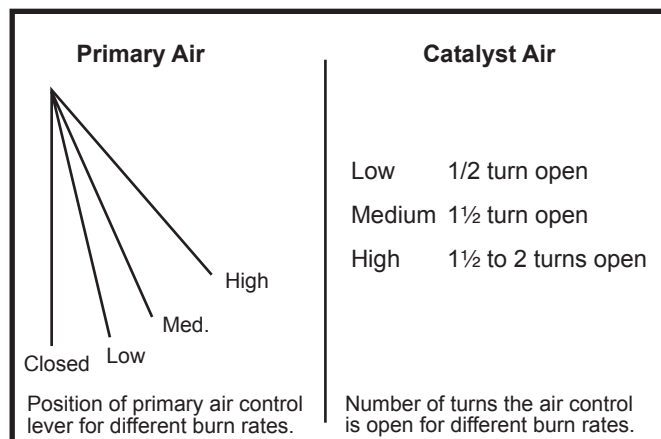 Primary Air
High
Med.
Low
Closed
Position of primary air control
lever for different burn rates.
Catalyst Air
Low 1/2 turn open
Medium 1½ turn open
High 1½ to 2 turns open
Number of turns the air control
is open for different burn rates.